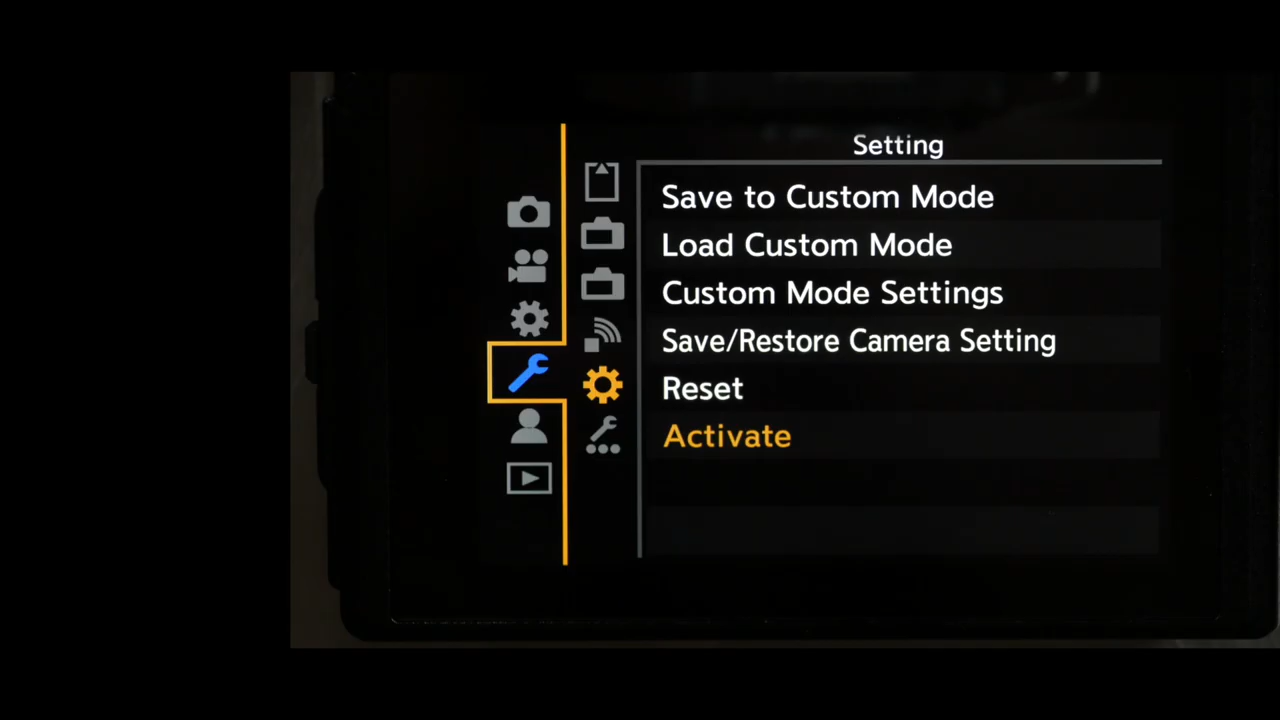 Setting
Save to Custom Mode
Load Custom Mode
Custom Mode Settings
Save/Restore Camera Setting
Reset
Activate